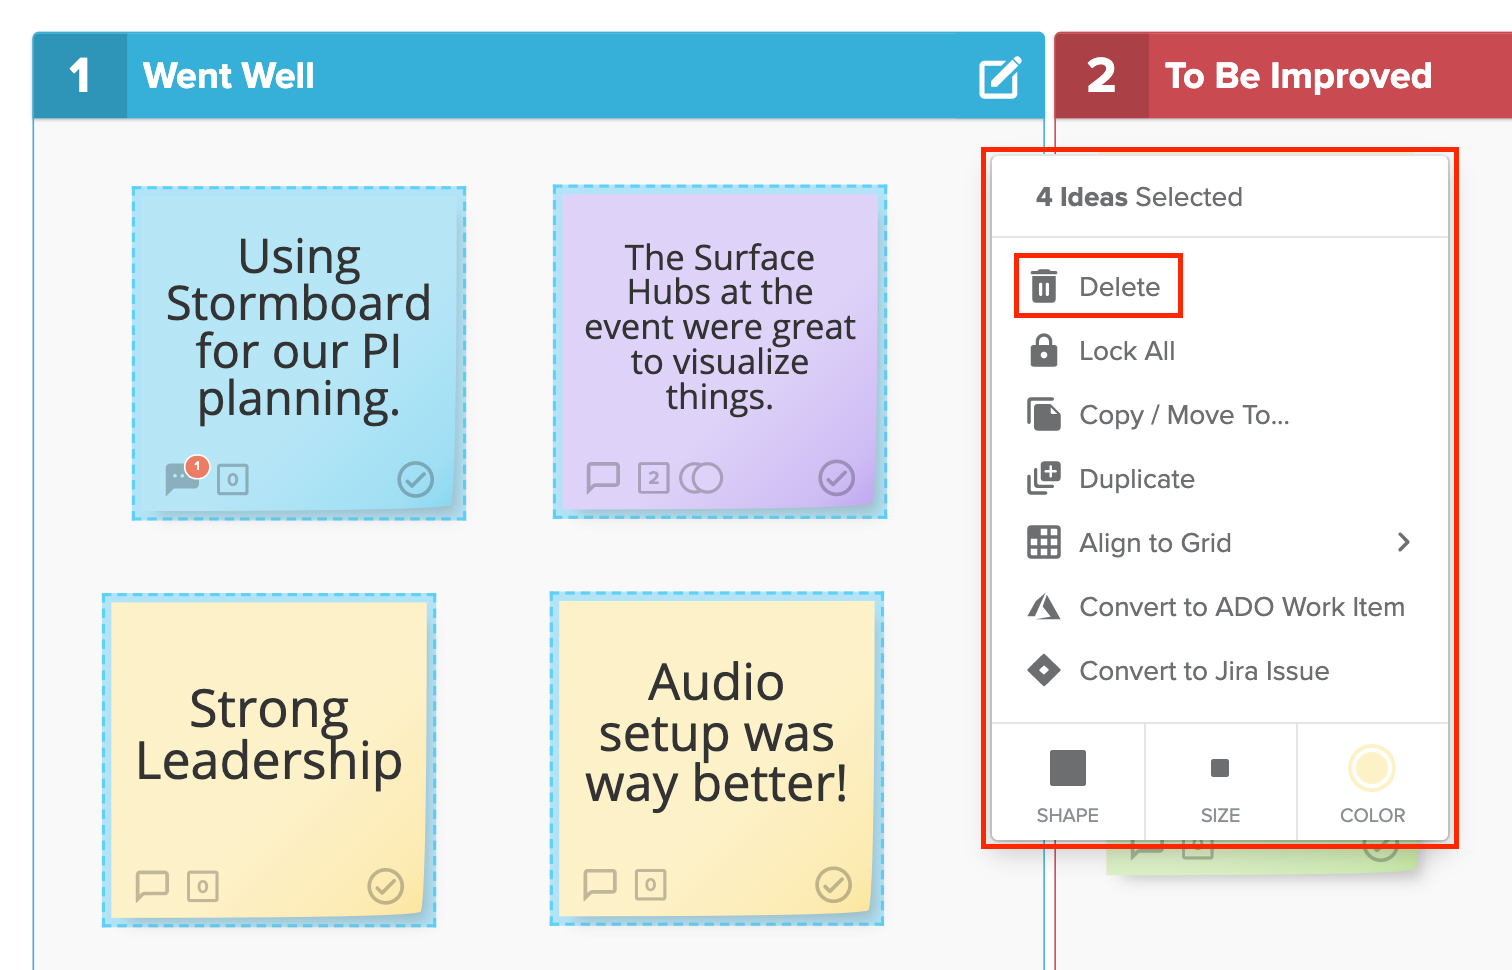 1 Went Well
2 To Be Improved
Using
Stormboard
for our PI
planning.
1
0
The Surface
Hubs at the
event were great
to visualize
things.
2
Strong
Leadership
0
Audio
setup was
way better!
0
4 Ideas Selected
Delete
Lock All
Copy / Move To...
Duplicate
Align to Grid
Convert to ADO Work Item
Convert to Jira Issue
SHAPE
SIZE
COLOR